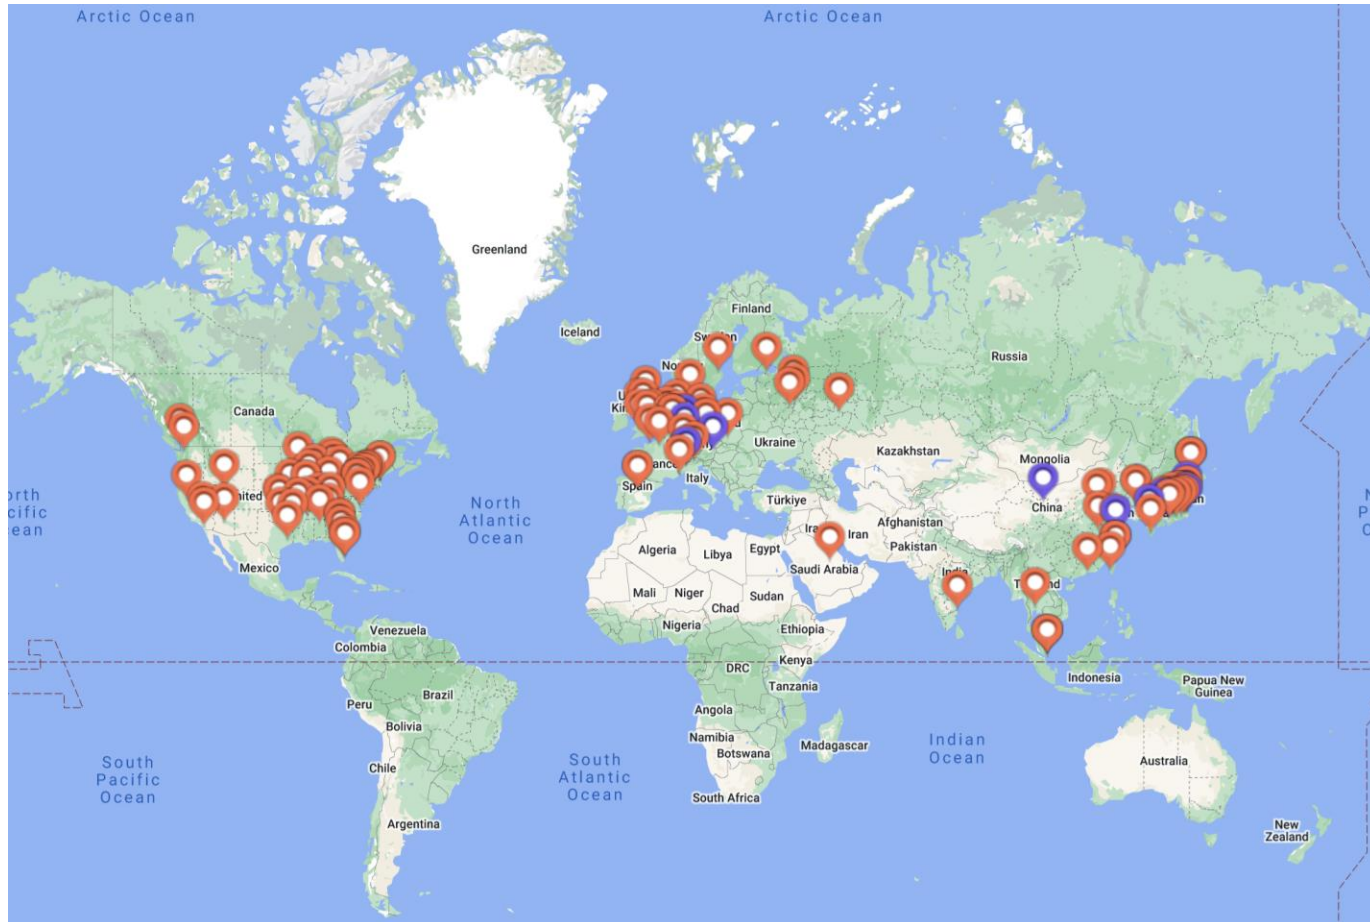 Arctic Ocean
Arctic Ocean
Greenland
Iceland
Finland
Russia
Canada
Ukraine
Kazakhstan
Mongolia
Spain
Italy
Türkiye
China
North
Atlantic
Ocean
Afghanistan
Iran
Pakistan
Algeria
Libya
Egypt
Saudi Arabia
Mexico
Mali
Niger
Chad
Sudan
Nigeria
Ethiopia
Venezuela
Colombia
DRC
Kenya
Tanzania
Indonesia
Papua New
Guinea
Peru
Brazil
Bolivia
Angola
Namibia
Botswana
Madagascar
Indian
Ocean
Australia
South
Pacific
Ocean
South
Atlantic
Ocean
Chile
South Africa
Argentina
New
Zealand